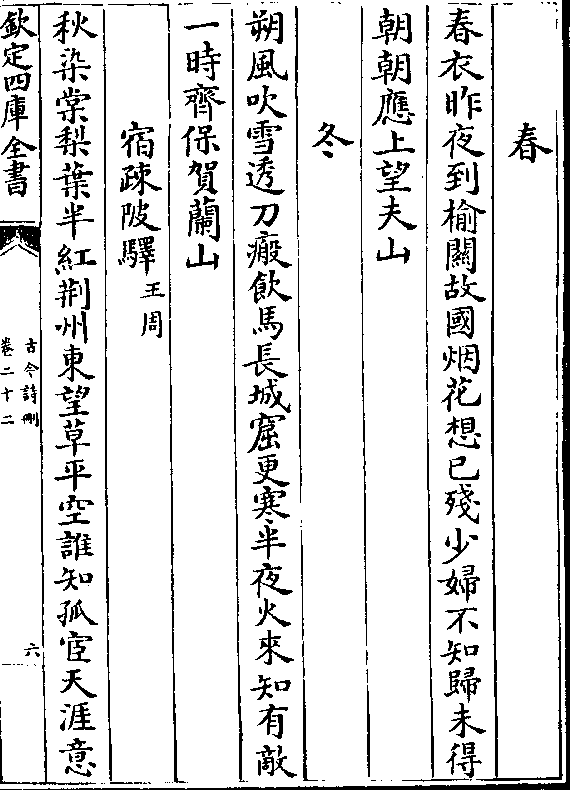 春
春衣昨夜到榆關故國烟花想已殘少婦不知歸未得
朝朝應上望夫山
冬
朔風吹雪透刀瘢飲馬長城窟更寒半夜火來知有敵
一時齊保賀蘭山
宿疎陂驛王周
秋染棠梨葉半紅荆州東望草平空誰知孤宦天涯意
欽定四庫全書
古今詩刪
卷二十二
六